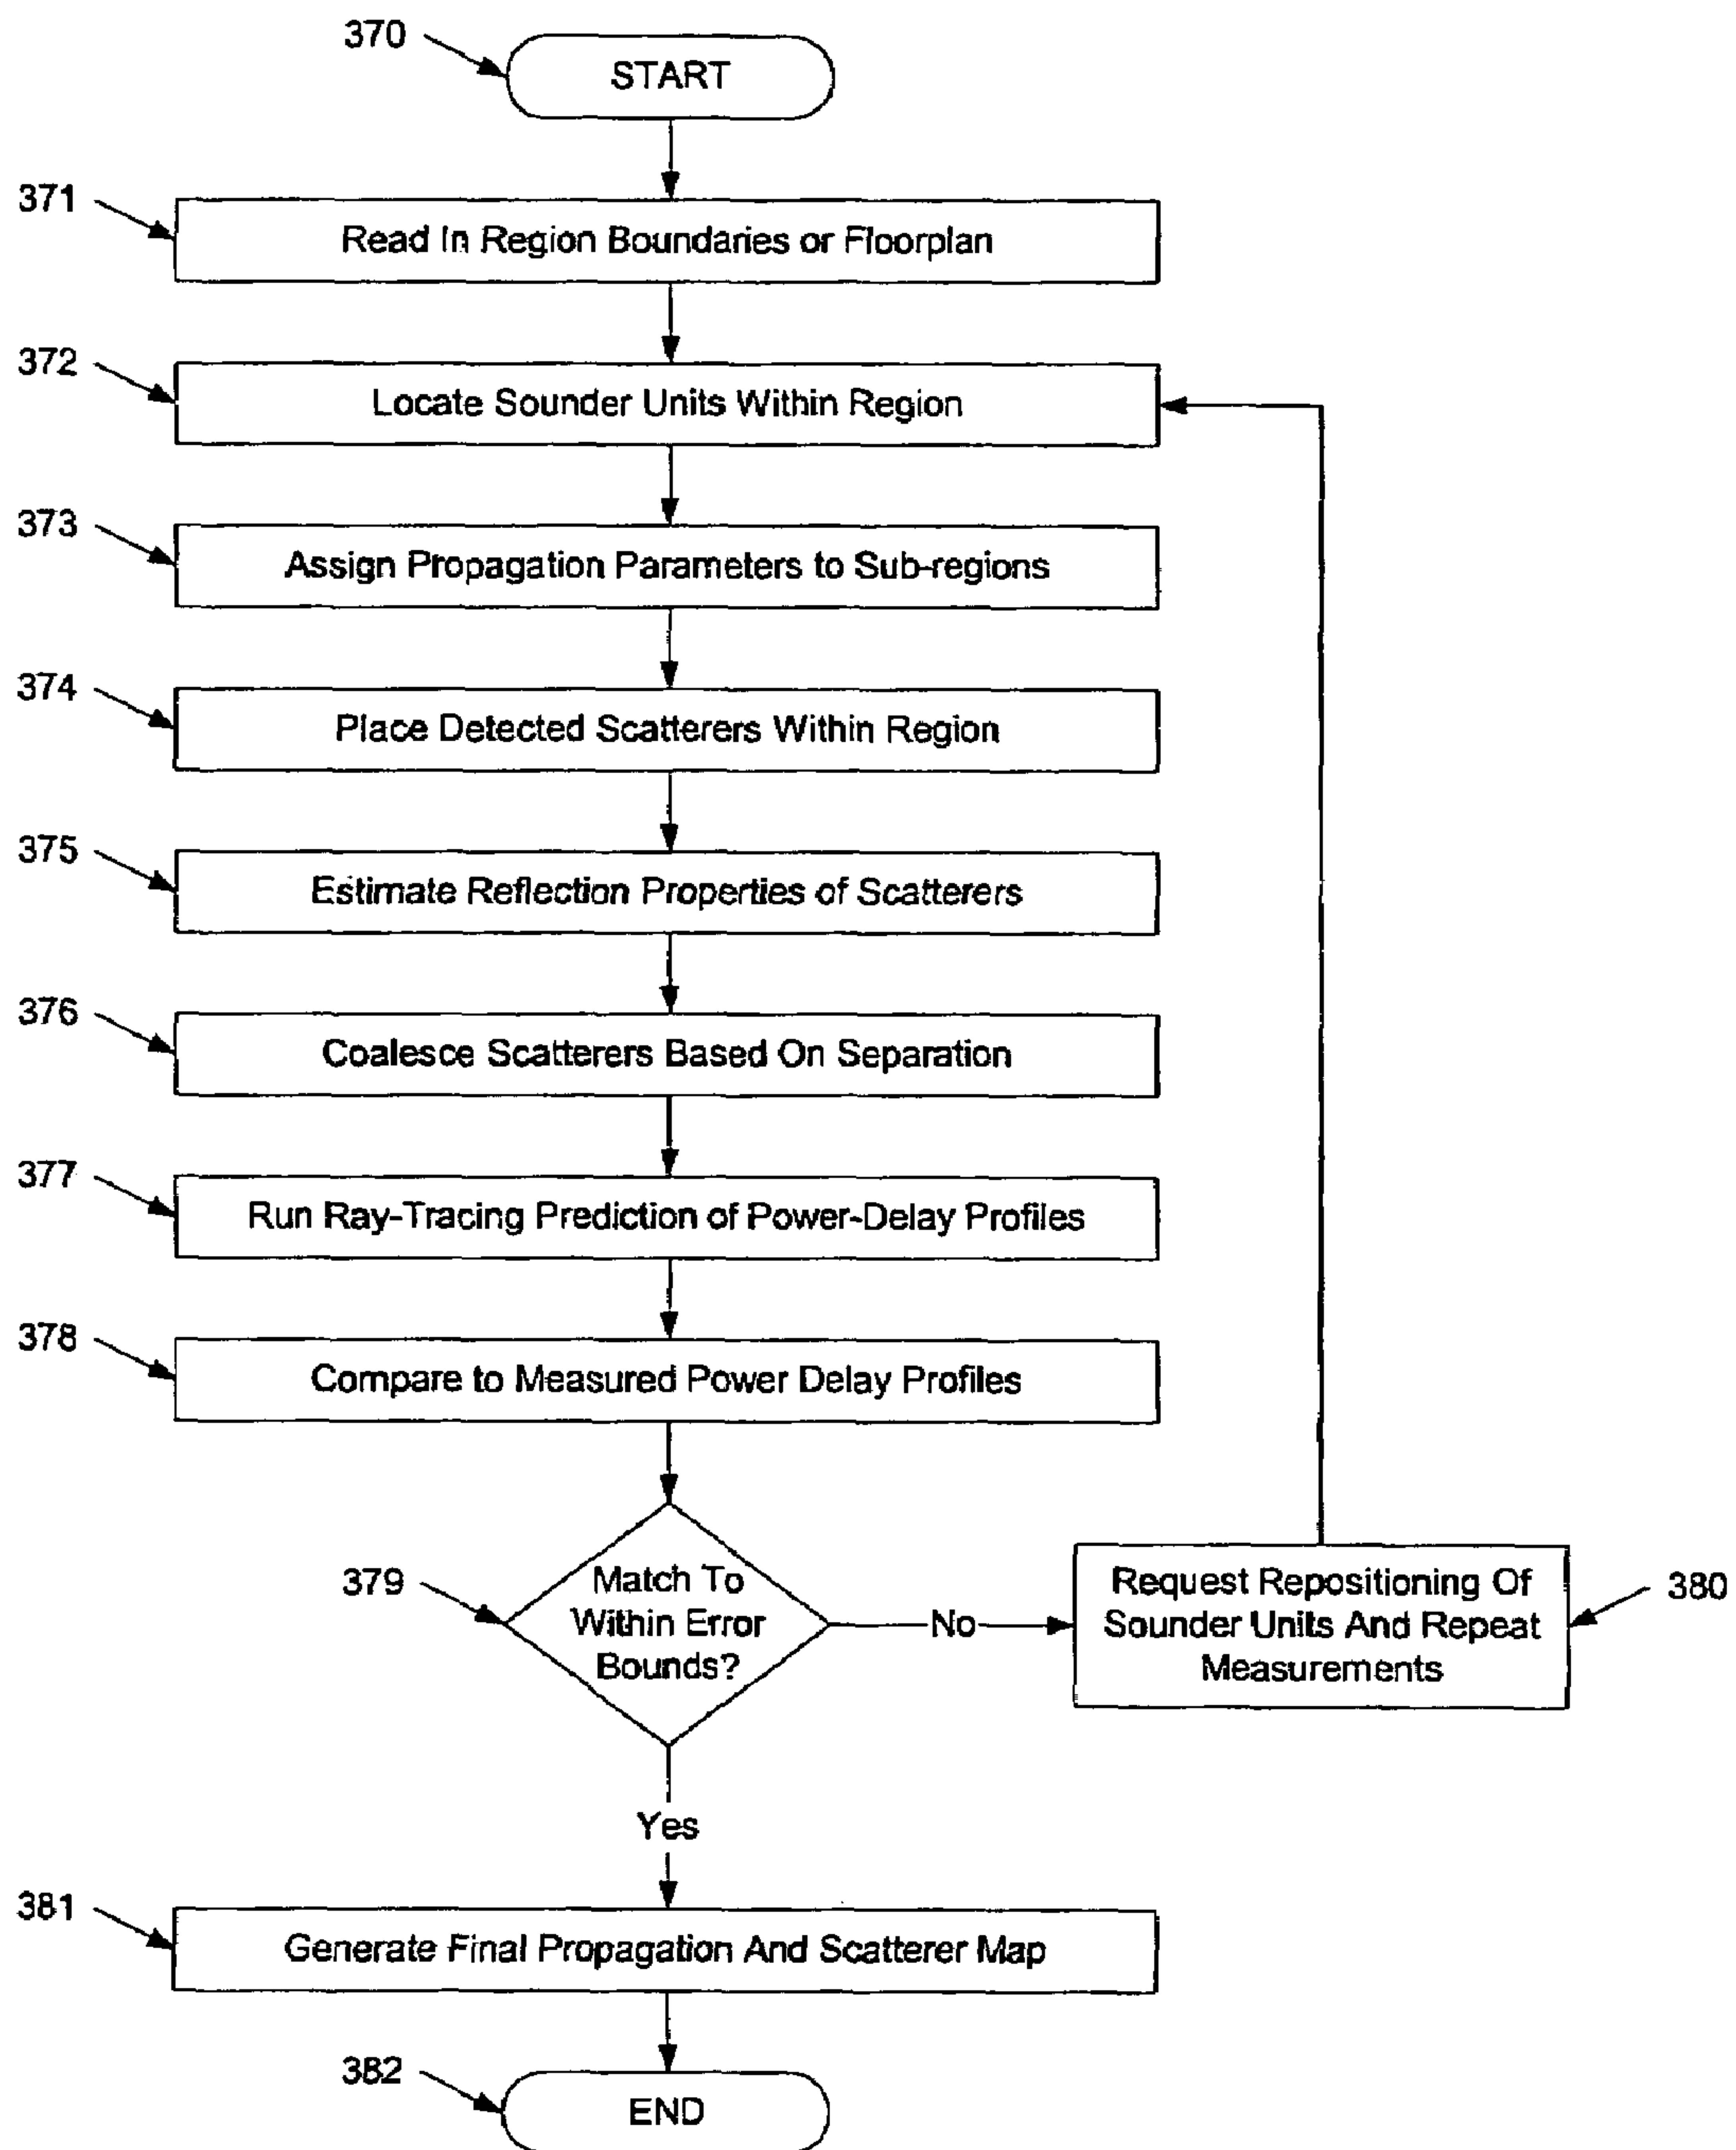 370
START
371
Read In Region Boundaries or Floorplan
372
Locate Sounder Units Within Region
373
Assign Propagation Parameters to Sub-regions
374
Place Detected Scatterers Within Region
375
Estimate Reflection Properties of Scatterers
376
Coalesce Scatterers Based On Separation
377
Run Ray-Tracing Prediction of Power-Delay Profiles
378
Compare to Measured Power Delay Profiles
379
Match To
Within Error
Bounds?
No
Request Repositioning Of
Sounder Units And Repeat
Measurements
380
Yes
381
Generate Final Propagation And Scatterer Map
382
END